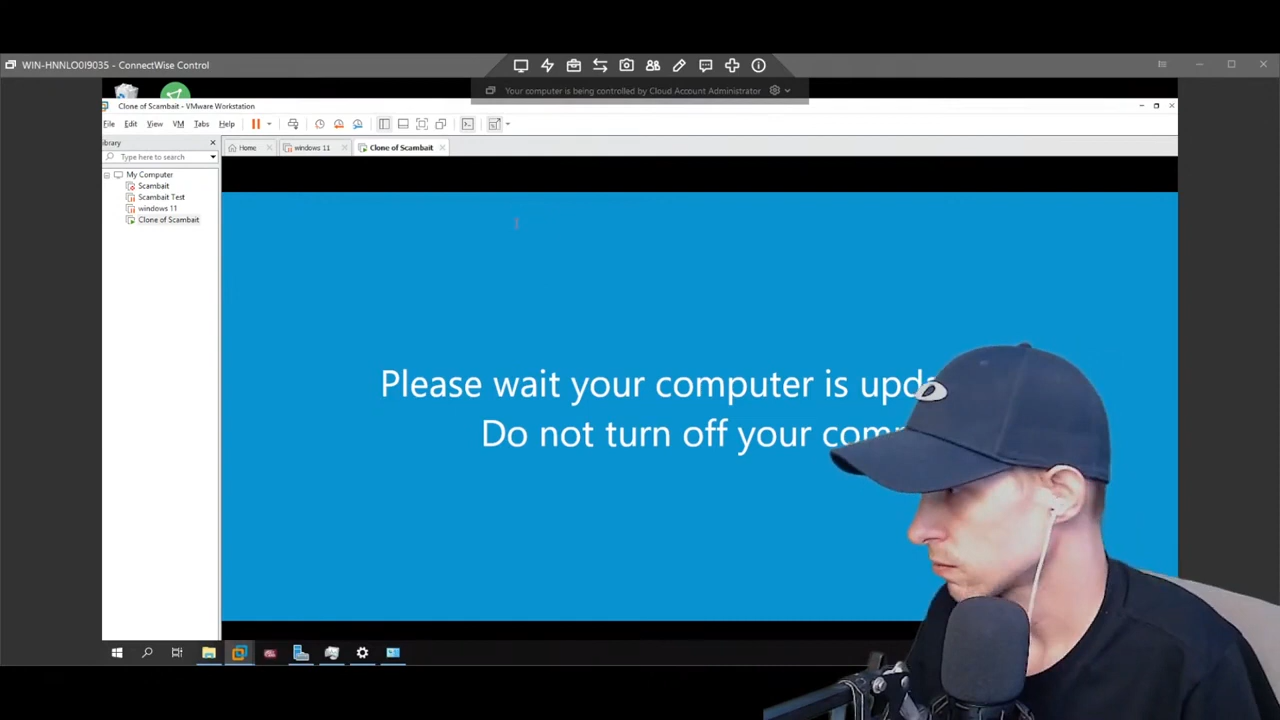 WIN-HNNLO0I9035 - ConnectWise Control
Your computer is being controlled by Cloud Account Administrator
Clone of Scambait - VMware Workstation
File Edit View VM Tabs Help
ibrary
Type here to search
Home windows 11 Clone of Scambait
My Computer
Scambait
Scambait Test
windows 11
Clone of Scambait
Please wait your computer is upda
Do not turn off your com